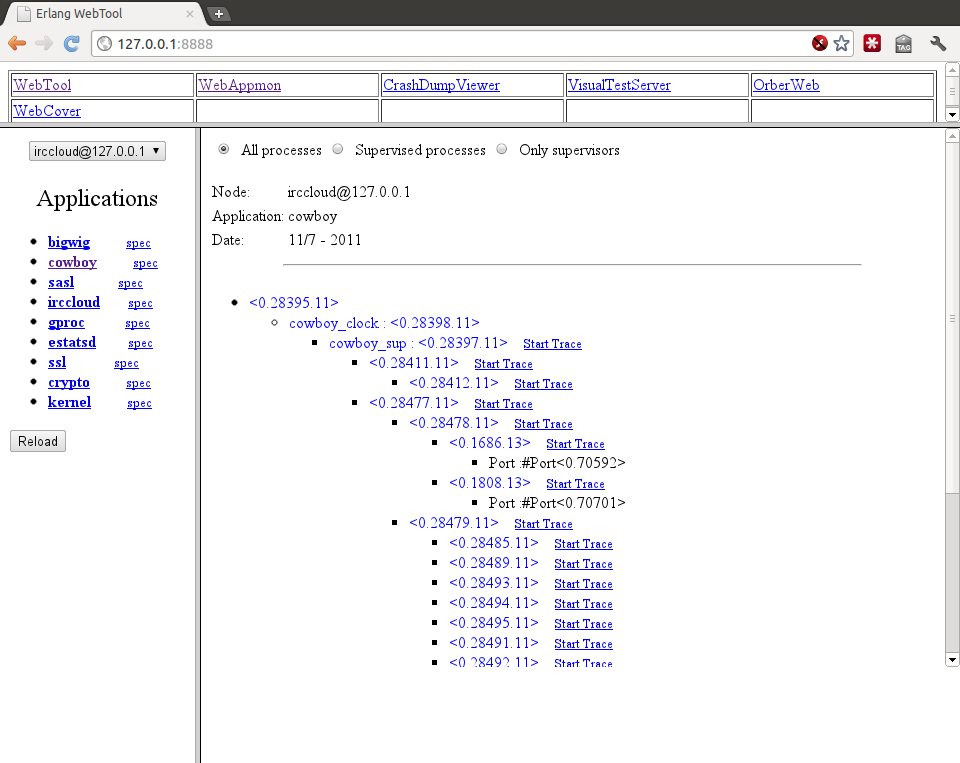 Erlang WebTool
127.0.0.1:8888
TAG
WebTool WebAppmon CrashDumpViewer VisualTestServer OrberWeb
WebCover
irccloud@127.0.0.1
Applications
bigwig spec
cowboy spec
sasl spec
irccloud spec
gproc spec
estatsd spec
ssl spec
crypto spec
kernel spec
Reload
All processes Supervised processes Only supervisors
Node: irccloud@127.0.0.1
Application: cowboy
Date: 11/7 - 2011
<0.28395.11>
cowboy_clock : <0.28398.11>
cowboy_sup : <0.28397.11> Start Trace
<0.28411.11> Start Trace
<0.28412.11> Start Trace
<0.28477.11> Start Trace
<0.28478.11> Start Trace
<0.1686.13> Start Trace
Port :#Port<0.70592>
<0.1808.13> Start Trace
Port :#Port<0.70701>
<0.28479.11> Start Trace
<0.28485.11> Start Trace
<0.28489.11> Start Trace
<0.28493.11> Start Trace
<0.28494.11> Start Trace
<0.28495.11> Start Trace
<0.28491.11> Start Trace
<0.28492.11> Start Trace